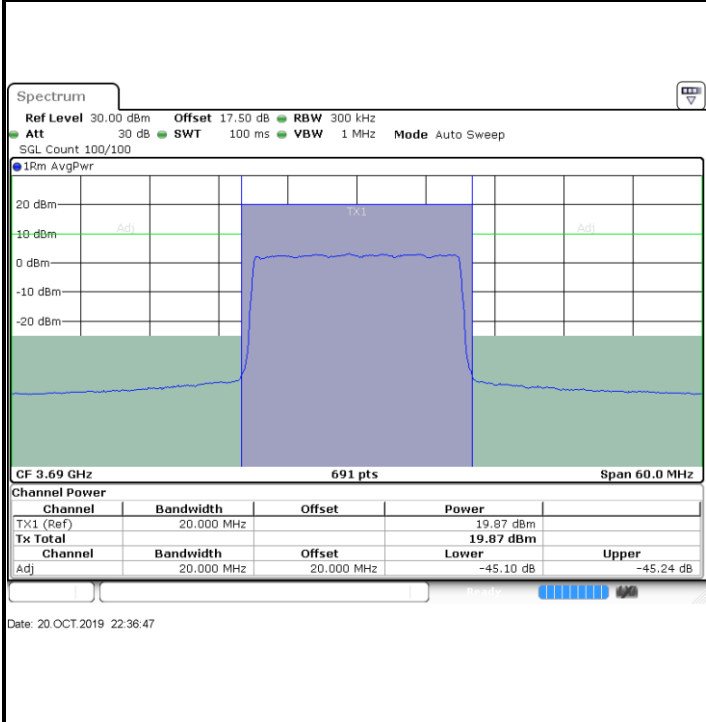 Spectrum
Ref Level 30.00 dBm Offset 17.50 dB RBW 300 kHz
Att 30 dB SWT 100 ms VBW 1 MHz Mode Auto Sweep
SGL Count 100/100
1Rm AvgPwr
20 dBm
TX1
Adj Adj
10 dBm
0 dBm
-10 dBm
-20 dBm
CF 3.69 GHz 691 pts Span 60.0 MHz
Channel Power
Channel Bandwidth Offset Power
TX1 (Ref) 20.000 MHz 19.87 dBm
Tx Total 19.87 dBm
Channel Bandwidth Offset Lower Upper
Adj 20.000 MHz 20.000 MHz -45.10 dB -45.24 dB
Ready
Date: 20.OCT.2019 22:36:47